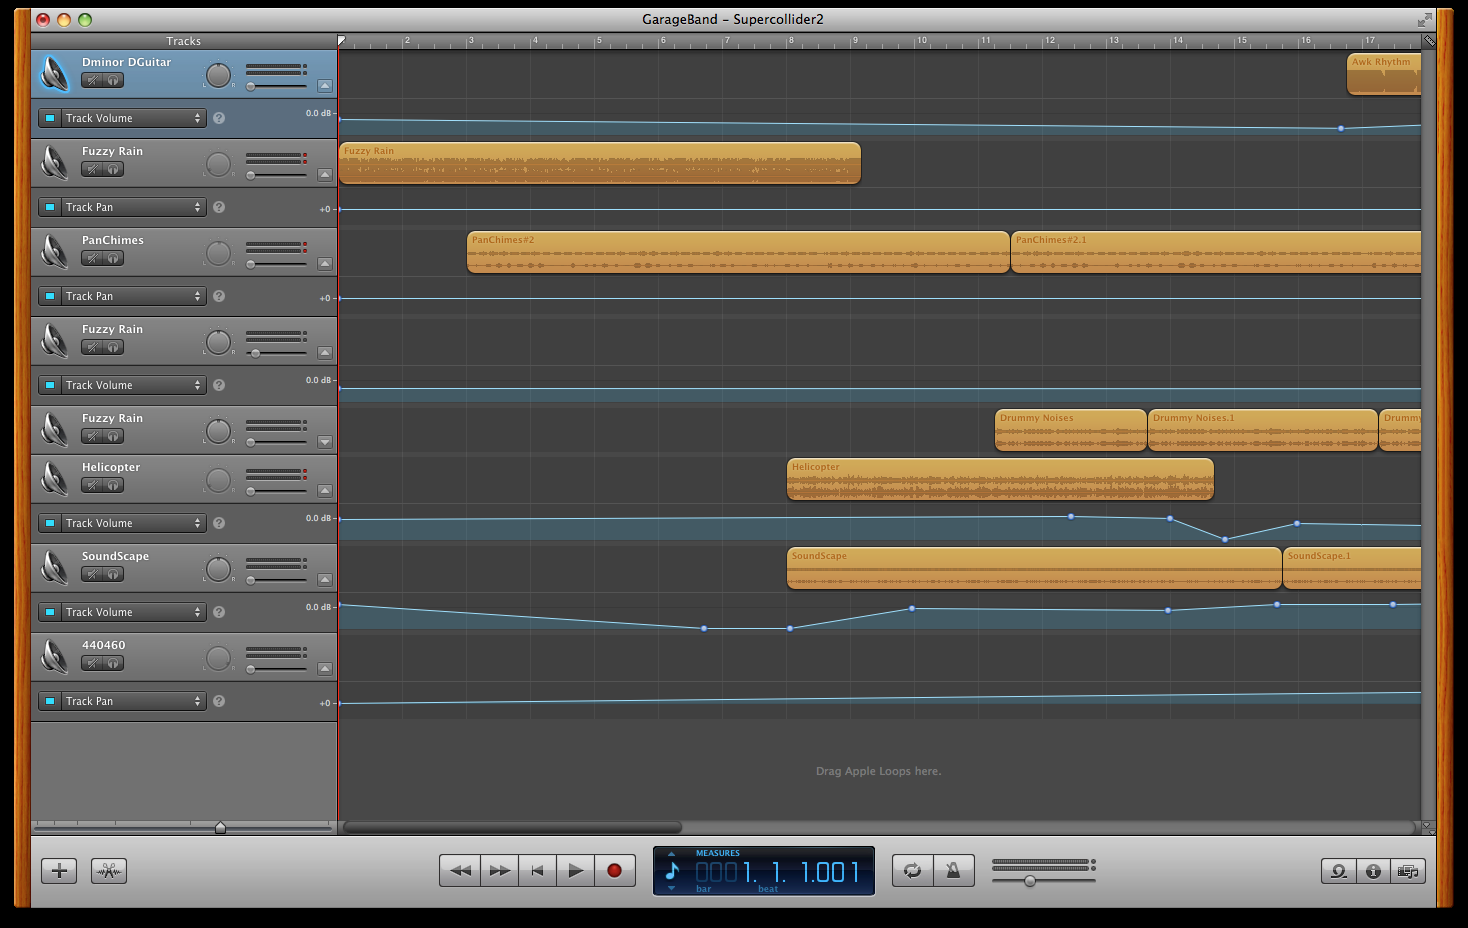 GarageBand - Supercollider2
Tracks
2 3 4 5 6 7 8 9 10 11 12 13 14 15 16 17
Dminor DGuitar
L R
Awk Rhythm
Track Volume ? 0.0 dB
Fuzzy Rain
L R
Fuzzy Rain
Track Pan ? +0
PanChimes
L R
PanChimes#2 PanChimes#2.1
Track Pan ? +0
Fuzzy Rain
L R
Track Volume ? 0.0 dB
Fuzzy Rain
L R
Drummy Noises Drummy Noises.1 Drummy
Helicopter
L R
Helicopter
Track Volume ? 0.0 dB
SoundScape
L R
SoundScape SoundScape.1
Track Volume ? 0.0 dB
440460
L R
Track Pan ? +0
Drag Apple Loops here.
MEASURES
0001. 1. 1.001
bar beat